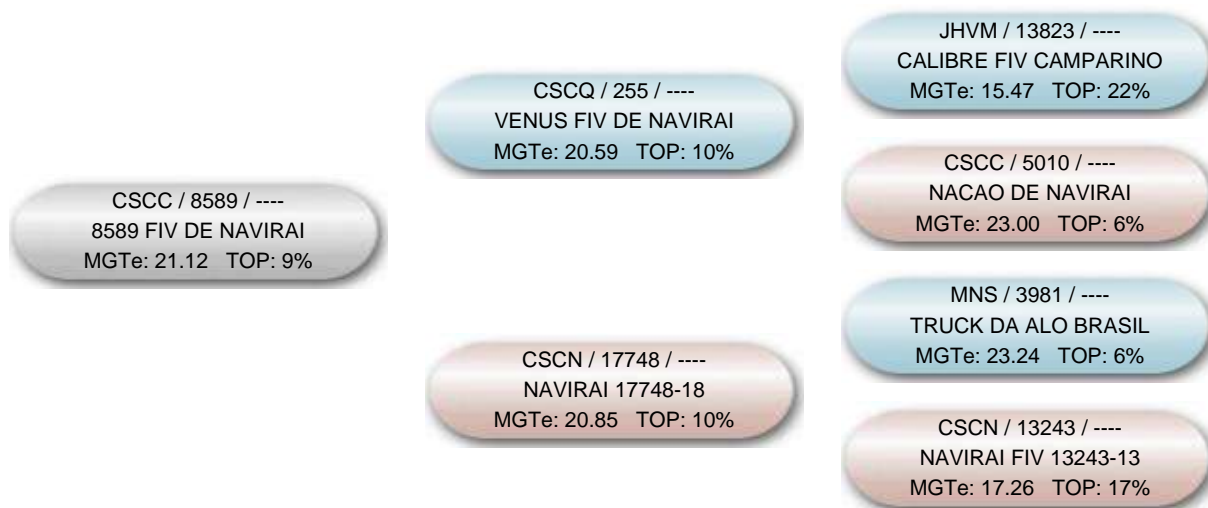 CSCC / 8589 / ----
8589 FIV DE NAVIRAI
MGTe: 21.12 TOP: 9%
CSCQ / 255 / ----
VENUS FIV DE NAVIRAI
MGTe: 20.59 TOP: 10%
CSCN / 17748 / ----
NAVIRAI 17748-18
MGTe: 20.85 TOP: 10%
JHVM / 13823 / ----
CALIBRE FIV CAMPARINO
MGTe: 15.47 TOP: 22%
CSCC / 5010 / ----
NACAO DE NAVIRAI
MGTe: 23.00 TOP: 6%
MNS / 3981 / ----
TRUCK DA ALO BRASIL
MGTe: 23.24 TOP: 6%
CSCN / 13243 / ----
NAVIRAI FIV 13243-13
MGTe: 17.26 TOP: 17%